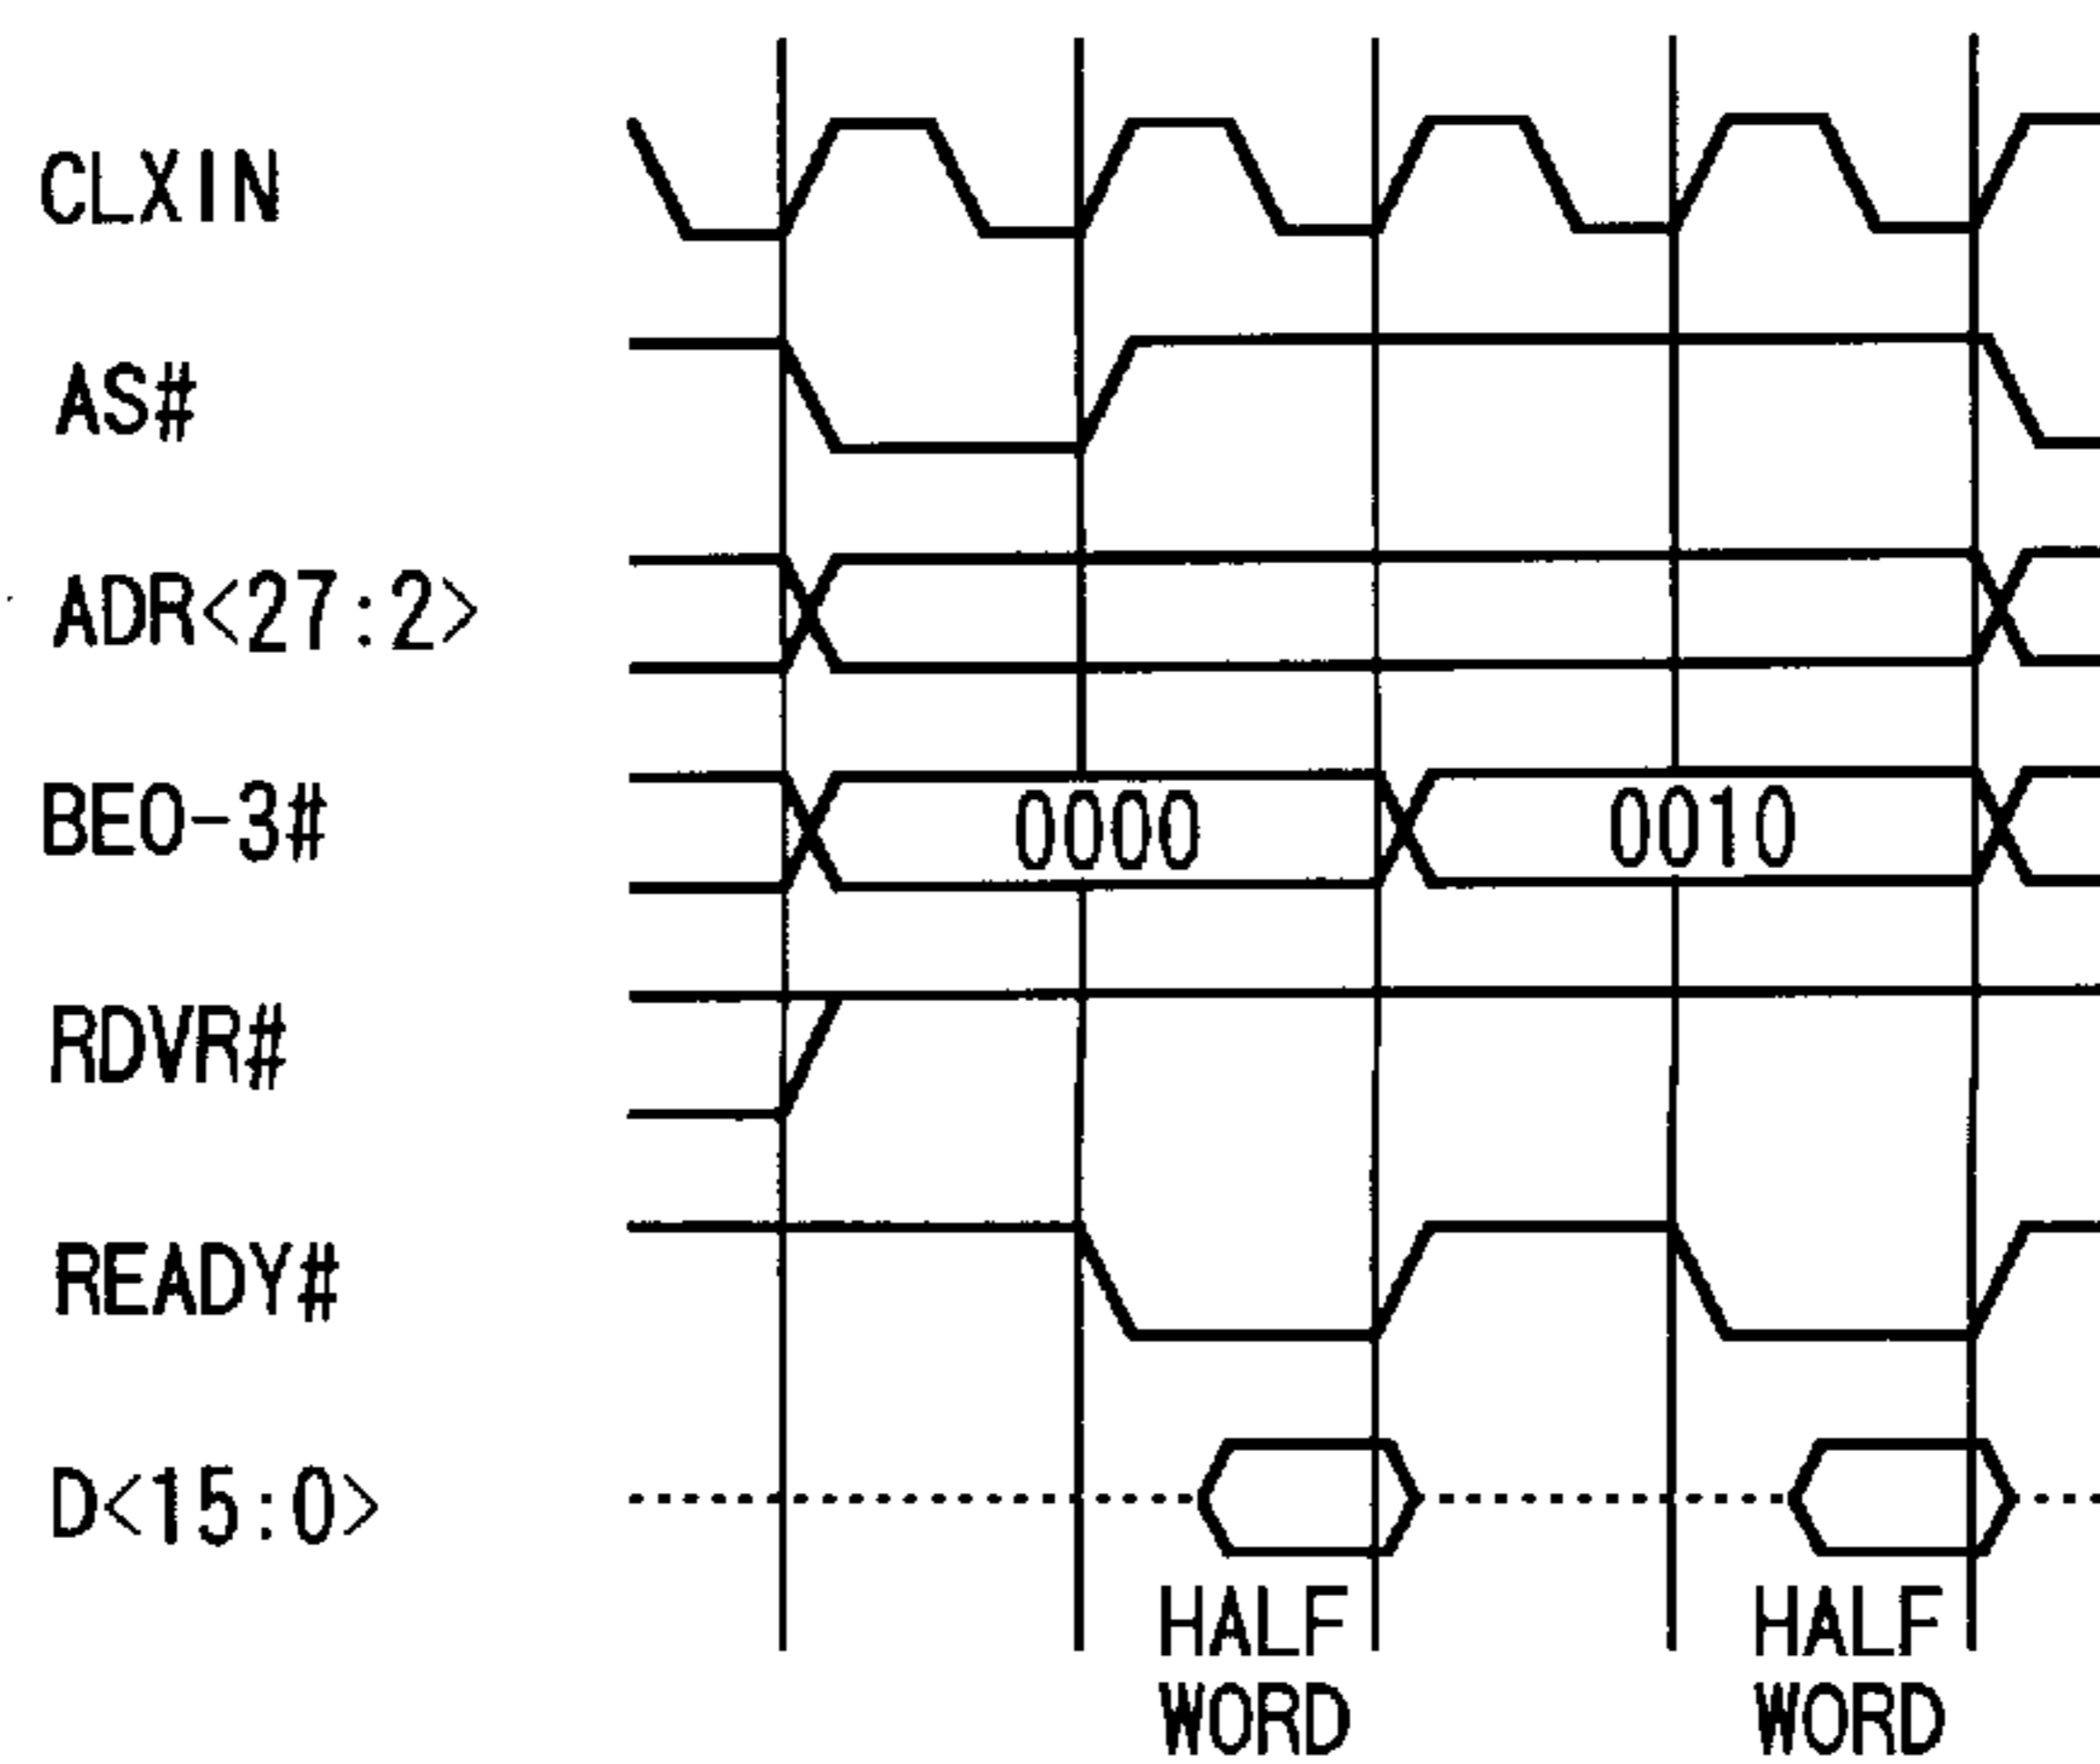 CLXIN
AS#
ADR<27:2>
BE0-3# 0000 0010
RDVR#
READY#
D<15:0>
HALF HALF
WORD WORD